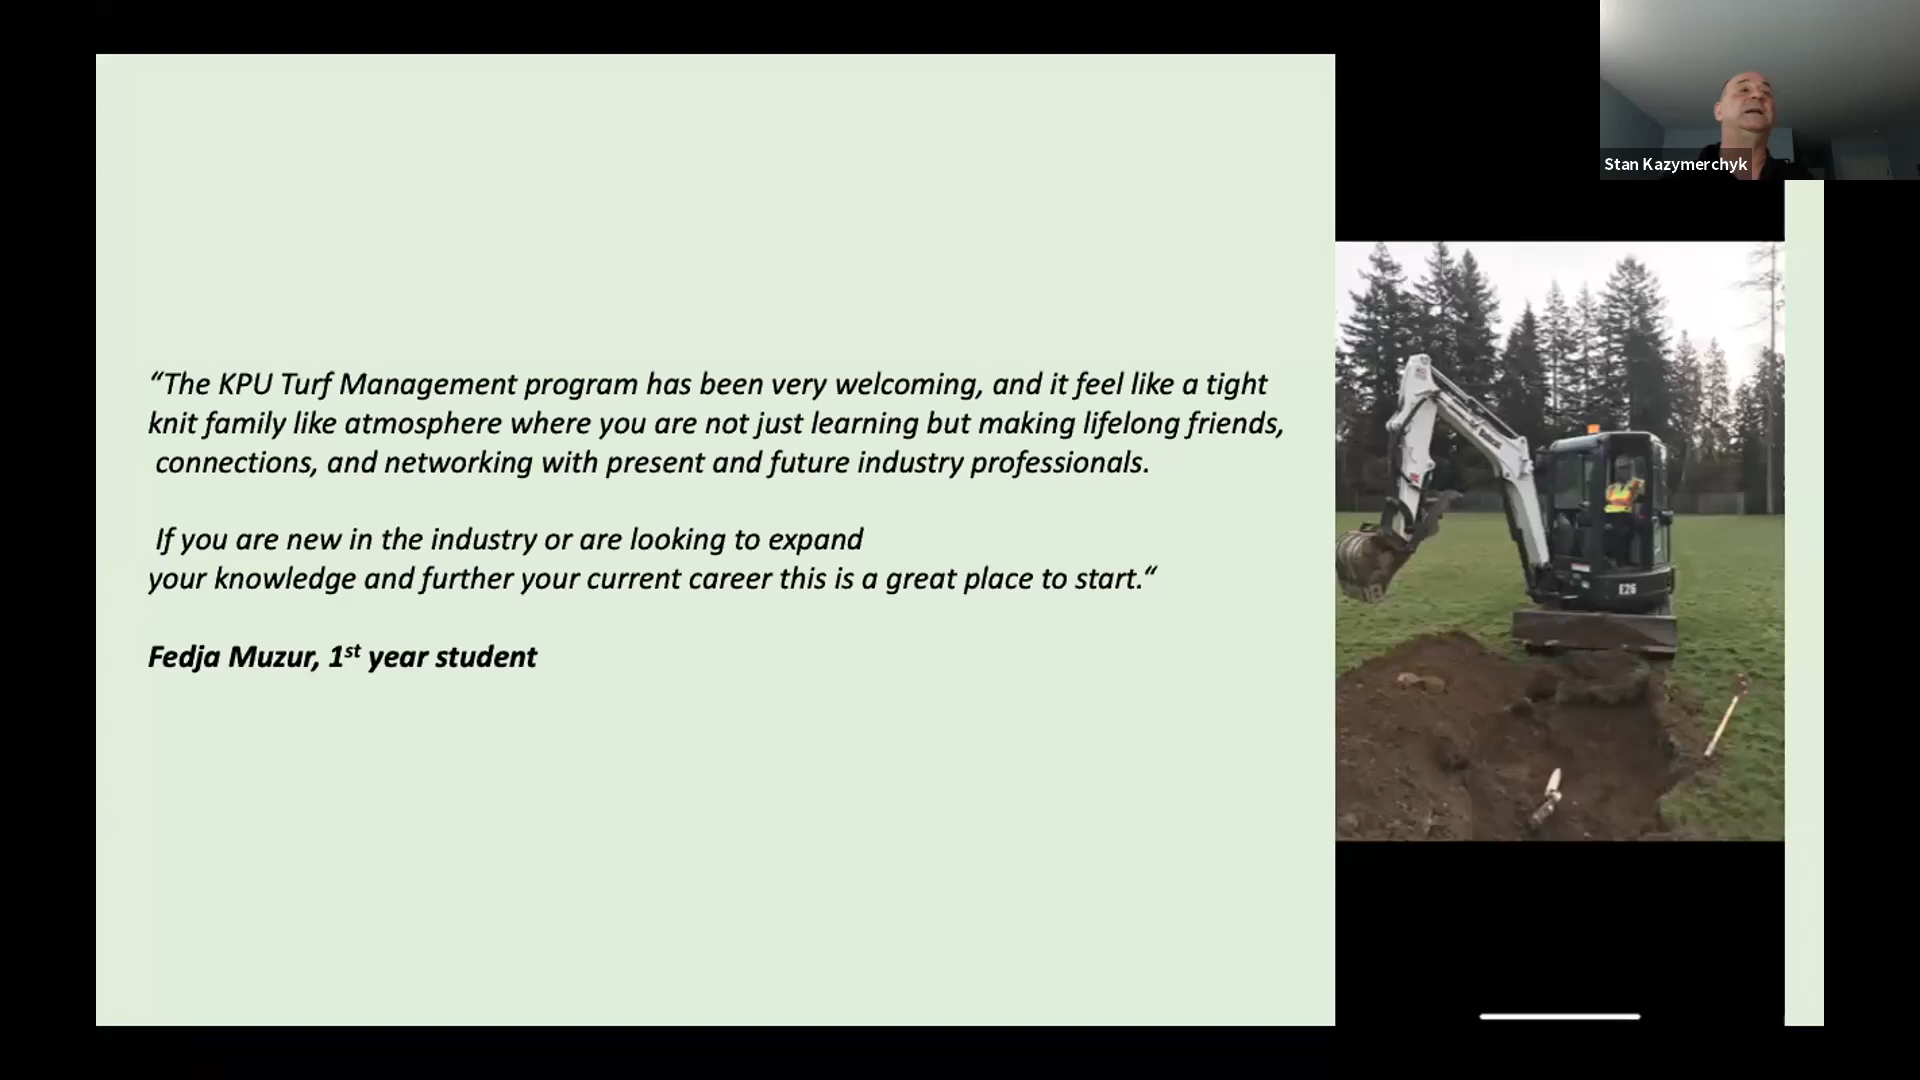 Stan Kazymerchyk
“The KPU Turf Management program has been very welcoming, and it feel like a tight
knit family like atmosphere where you are not just learning but making lifelong friends,
connections, and networking with present and future industry professionals.
If you are new in the industry or are looking to expand
your knowledge and further your current career this is a great place to start.“
Fedja Muzur, 1st year student
E26